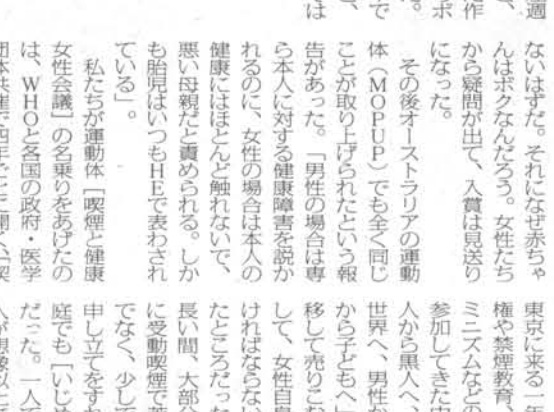 ないはずだ。それになぜ赤ちゃ
んはボクなんだろう。女性たち
から疑問が出て、入賞は見送り
になった。
その後オーストラリアの運動
体（MOPUP）でも全く同じ
ことが取り上げられたという報
告があった。「男性の場合は専
ら本人に対する健康障害を説か
れるのに、女性の場合は本人の
健康にはほとんど触れないで、
悪い母親だと責められる。しか
も胎児はいつもHEで表わされ
ている」。
私たちが運動体［喫煙と健康
女性会議］の名乗りをあげたの
は、WHOと各国の政府・医学
東京に来る一年
権や禁煙教育、
ミニズムなど
参加してきた
人から黒人へ、
世界へ、男性か
から子どもへ
移して売りこ
して、女性自
ければならない
たところだった
長い間、大部分
に受動喫煙で
でなく、少しで
申し立てをすれ
庭でも［いじめ
だった。一人
人が想像以